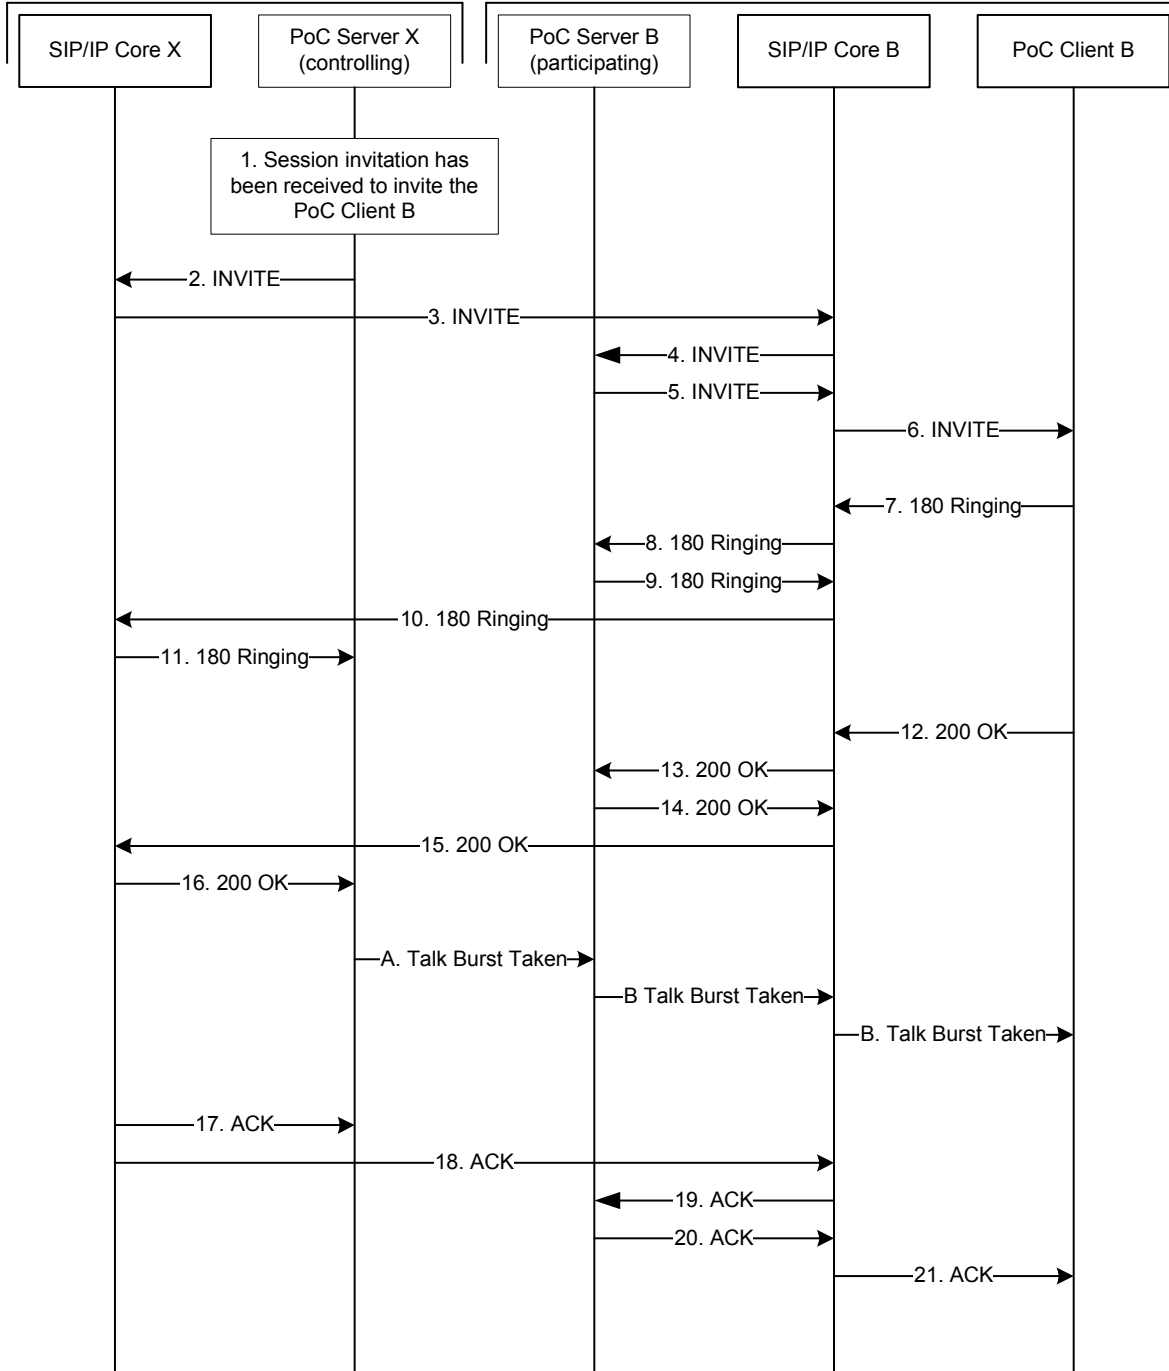 SIP/IP Core X
PoC Server X
(controlling)
PoC Server B
(participating)
SIP/IP Core B
PoC Client B
1. Session invitation has
been received to invite the
PoC Client B
2. INVITE
3. INVITE
4. INVITE
5. INVITE
6. INVITE
7. 180 Ringing
8. 180 Ringing
9. 180 Ringing
10. 180 Ringing
11. 180 Ringing
12. 200 OK
13. 200 OK
14. 200 OK
15. 200 OK
16. 200 OK
A. Talk Burst Taken
B Talk Burst Taken
B. Talk Burst Taken
17. ACK
18. ACK
19. ACK
20. ACK
21. ACK